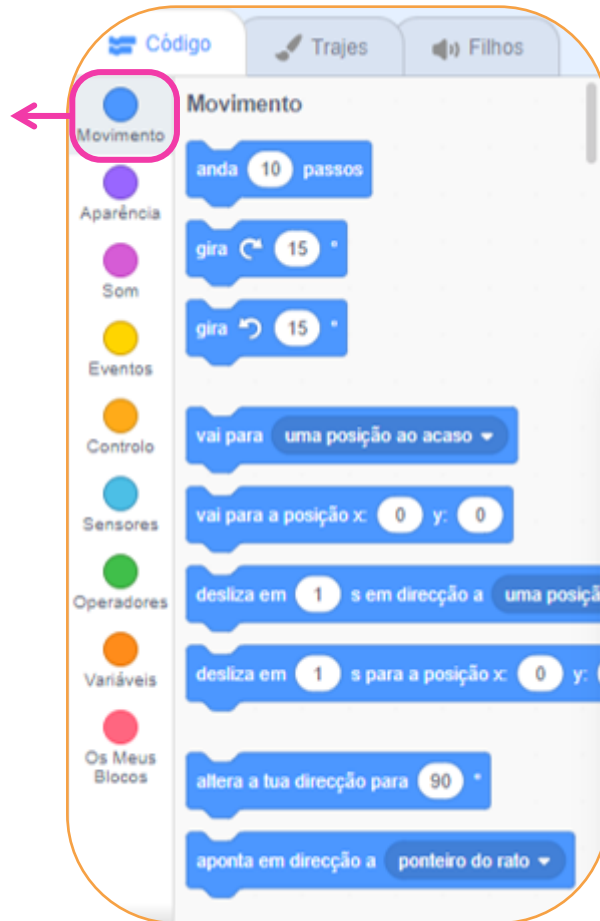 Código Trajes Filhos
Movimento
Aparência
Som
Eventos
Controlo
Sensores
Operadores
Variáveis
Os Meus
Blocos
Movimento
anda 10 passos
gira 15 °
gira 15 °
vai para uma posição ao acaso
vai para a posição x: 0 y: 0
desliza em 1 s em direcção a uma
desliza em 1 s para a posição x: 0 y:
altera a tua direcção para 90 °
aponta em direcção a ponteiro do rato